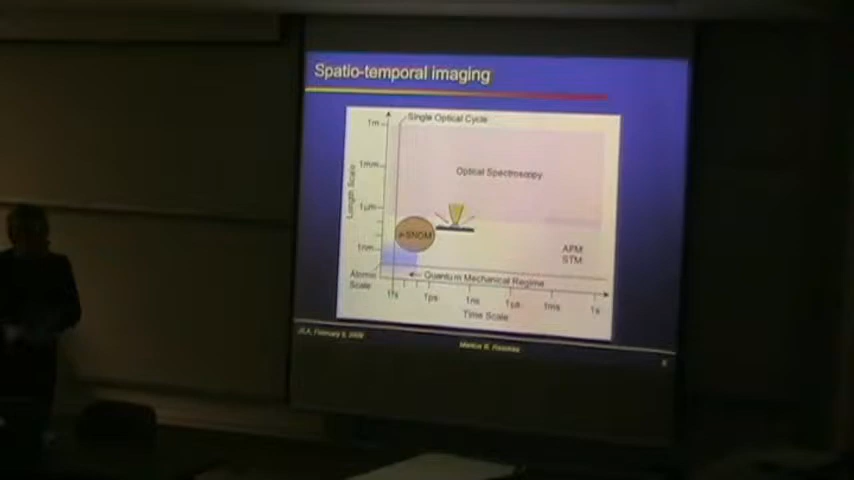 Spatio-temporal imaging
Single Optical Cycle
1m
1mm
1µm
1nm
Length Scale
Optical Spectroscopy
-SNOM
AFM
STM
Atomic
Scale
Quantum Mechanical Regime
1fs
1ps
1ns
1µs
1ms
1s
Time Scale